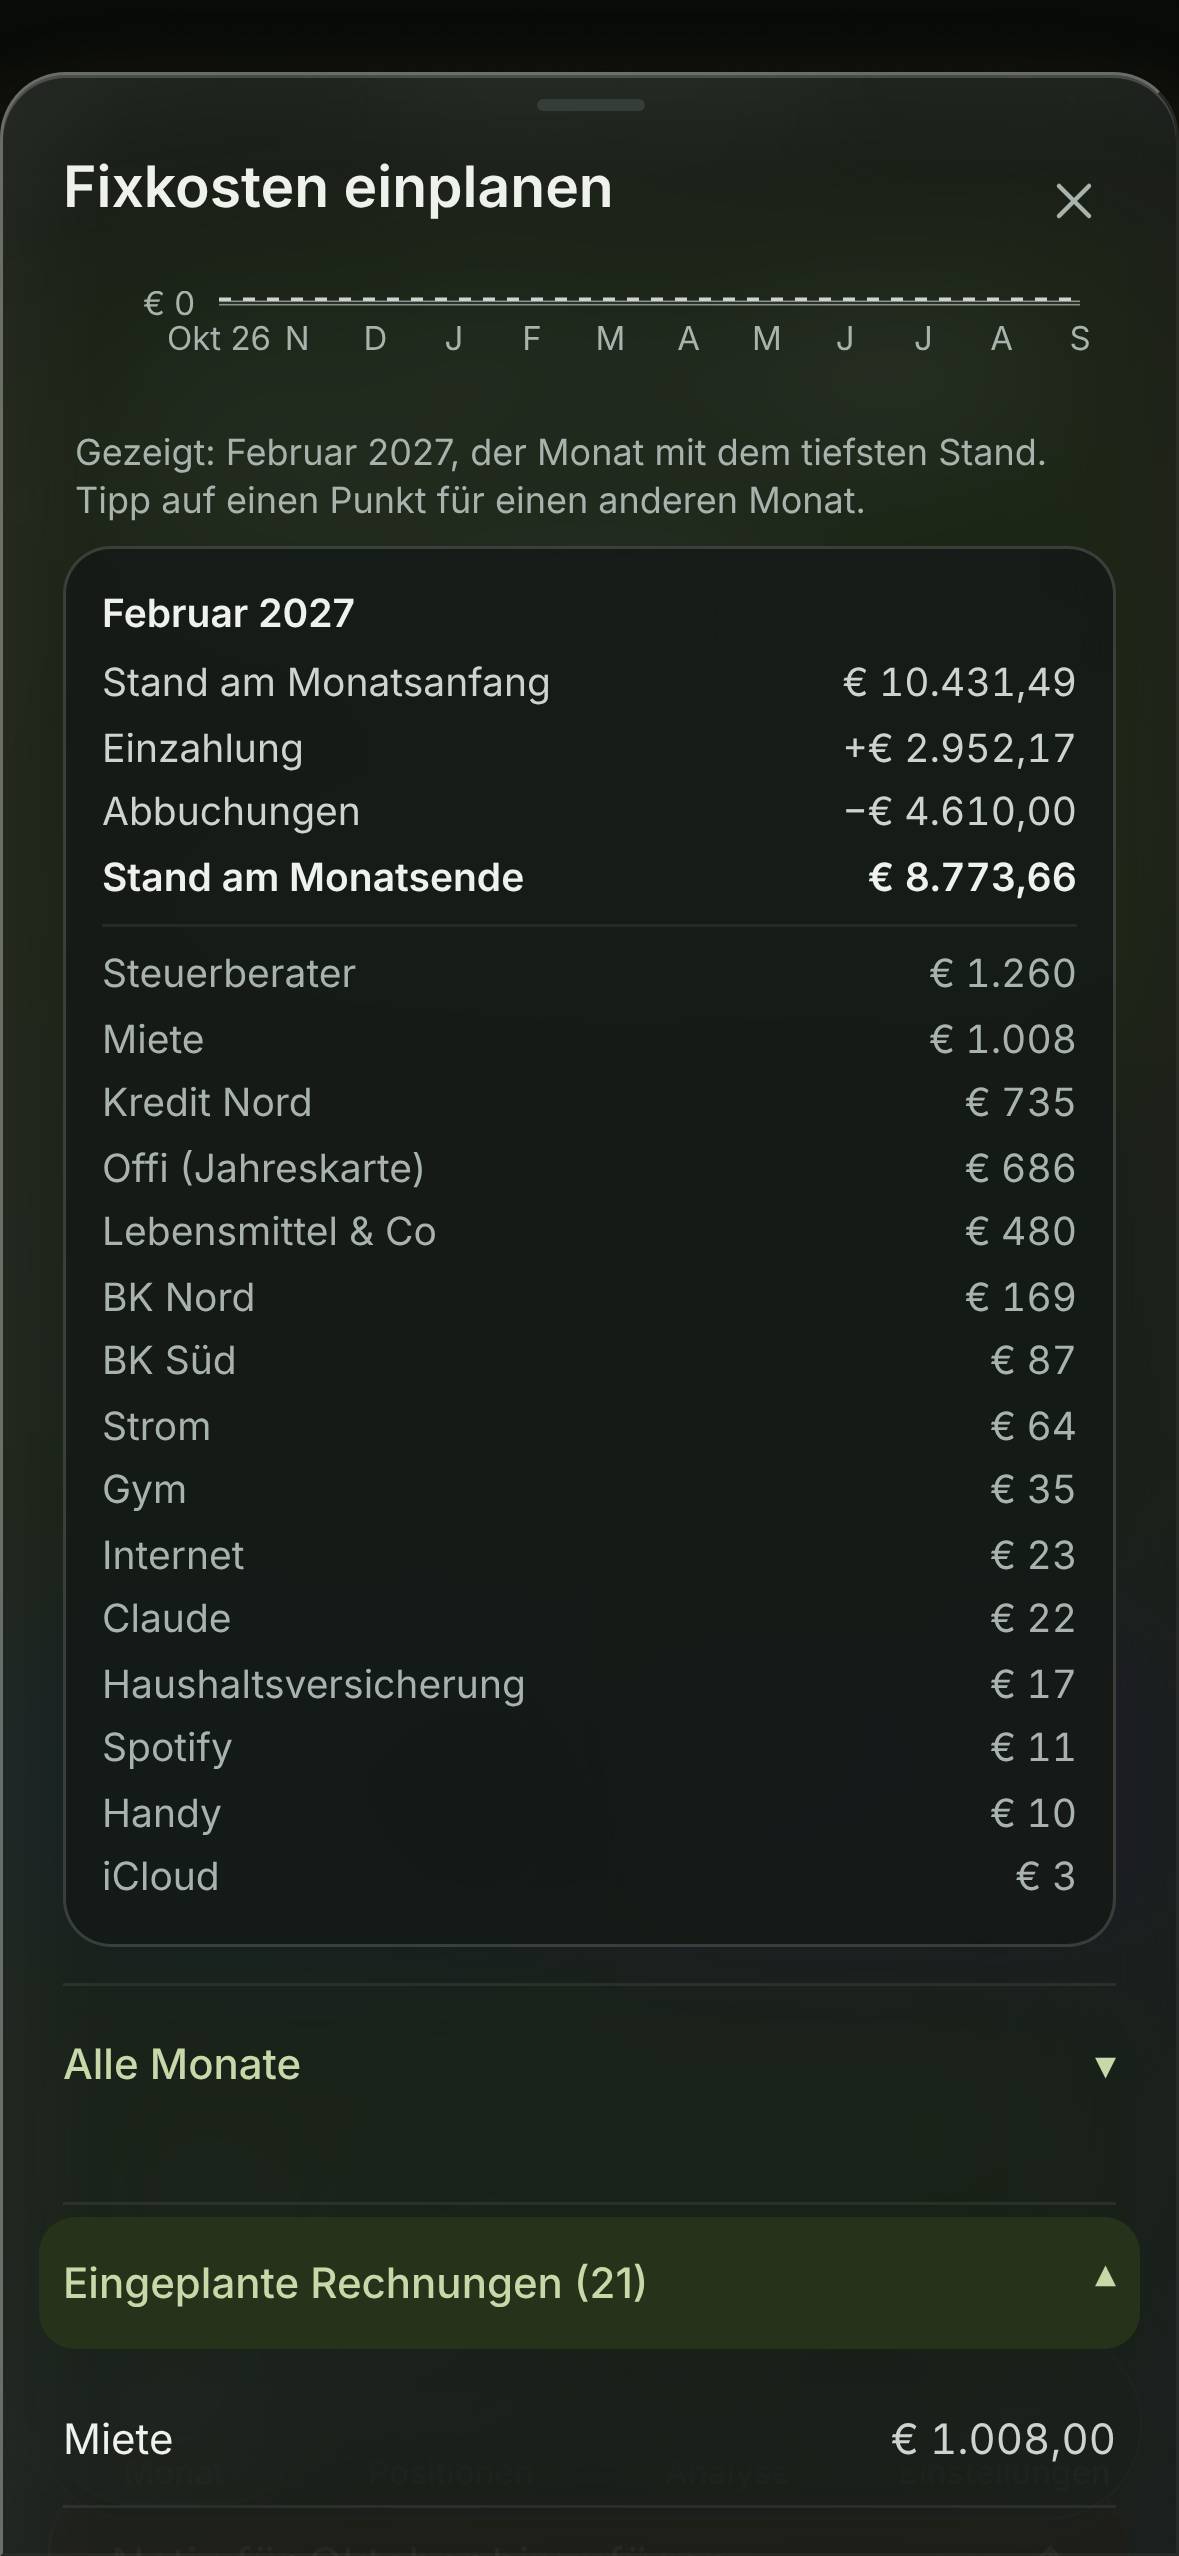 Fixkosten einplanen
€ 0
Okt 26 N D J F M A M J J A S
Gezeigt: Februar 2027, der Monat mit dem tiefsten Stand.
Tipp auf einen Punkt für einen anderen Monat.
Februar 2027
Stand am Monatsanfang € 10.431,49
Einzahlung +€ 2.952,17
Abbuchungen −€ 4.610,00
Stand am Monatsende € 8.773,66
Steuerberater € 1.260
Miete € 1.008
Kredit Nord € 735
Offi (Jahreskarte) € 686
Lebensmittel & Co € 480
BK Nord € 169
BK Süd € 87
Strom € 64
Gym € 35
Internet € 23
Claude € 22
Haushaltsversicherung € 17
Spotify € 11
Handy € 10
iCloud € 3
Alle Monate ▼
Eingeplante Rechnungen (21) ▲
Miete € 1.008,00
Monat Positionen Analyse Einstellungen